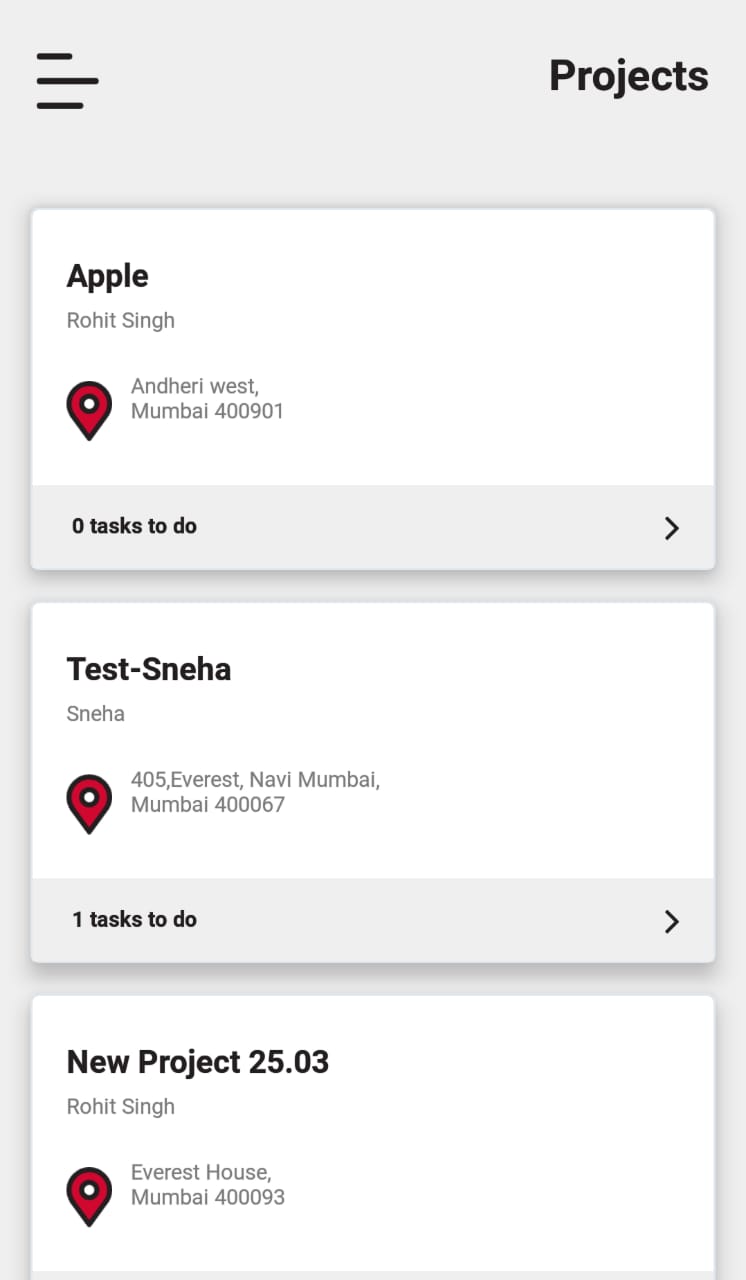 Projects
Apple
Rohit Singh
Andheri west,
Mumbai 400901
0 tasks to do
Test-Sneha
Sneha
405,Everest, Navi Mumbai,
Mumbai 400067
1 tasks to do
New Project 25.03
Rohit Singh
Everest House,
Mumbai 400093